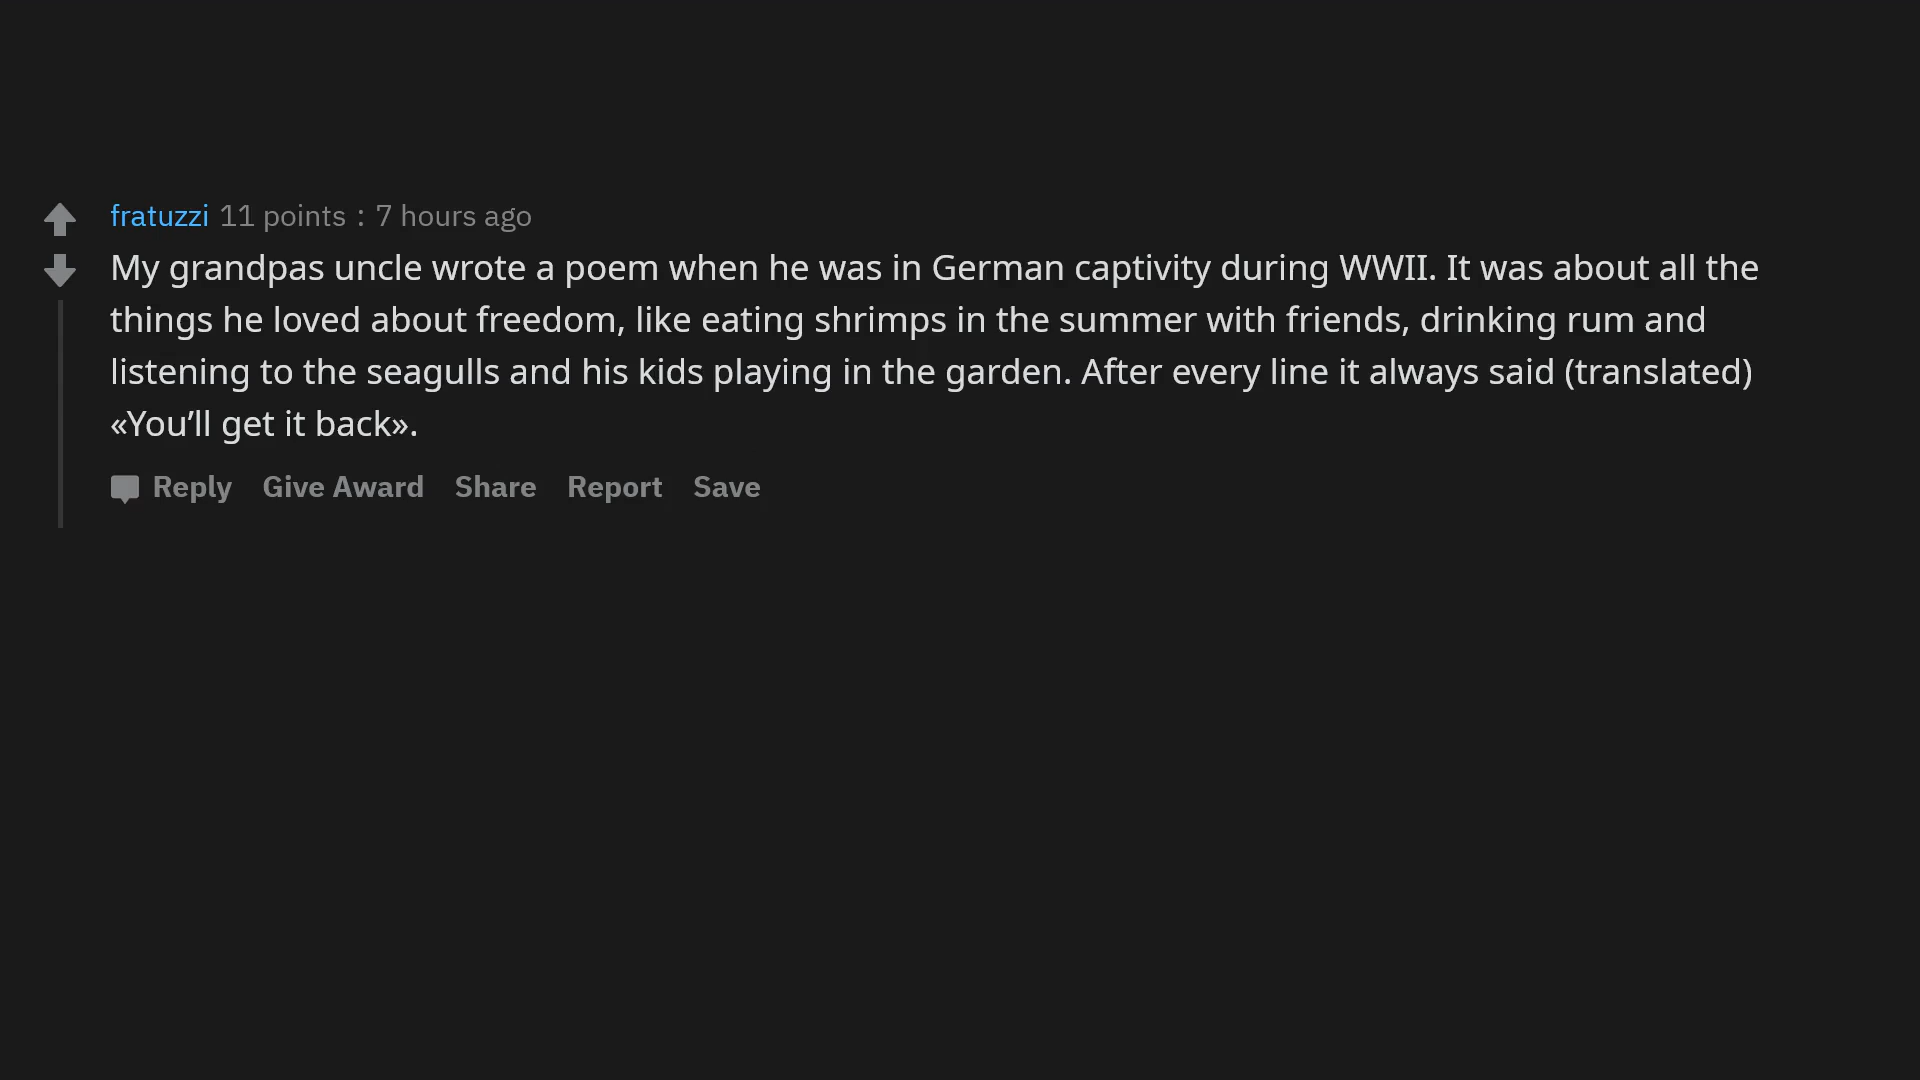 fratuzzi 11 points : 7 hours ago
My grandpas uncle wrote a poem when he was in German captivity during WWII. It was about all the
things he loved about freedom, like eating shrimps in the summer with friends, drinking rum and
listening to the seagulls and his kids playing in the garden. After every line it always said (translated)
«You’ll get it back».
Reply Give Award Share Report Save